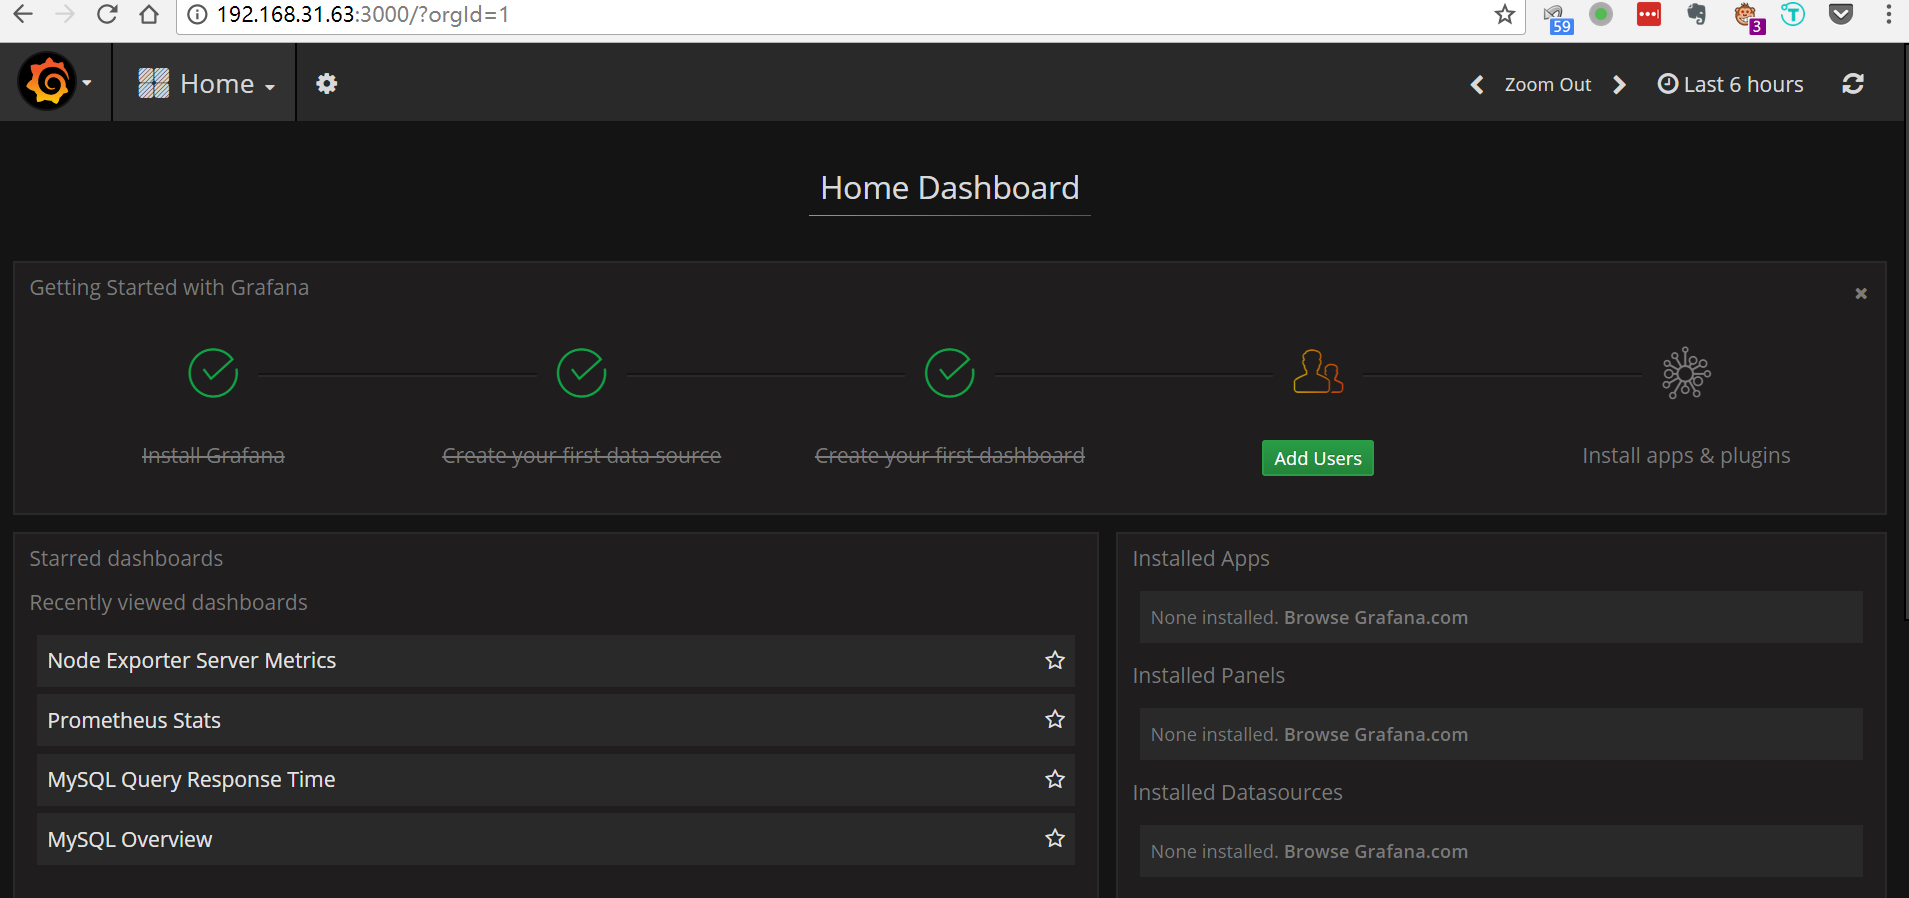 192.168.31.63:3000/?orgId=1
59
3
Home
Zoom Out
Last 6 hours
Home Dashboard
Getting Started with Grafana
Install Grafana
Create your first data source
Create your first dashboard
Add Users
Install apps & plugins
Starred dashboards
Recently viewed dashboards
Node Exporter Server Metrics
Prometheus Stats
MySQL Query Response Time
MySQL Overview
Installed Apps
None installed. Browse Grafana.com
Installed Panels
None installed. Browse Grafana.com
Installed Datasources
None installed. Browse Grafana.com